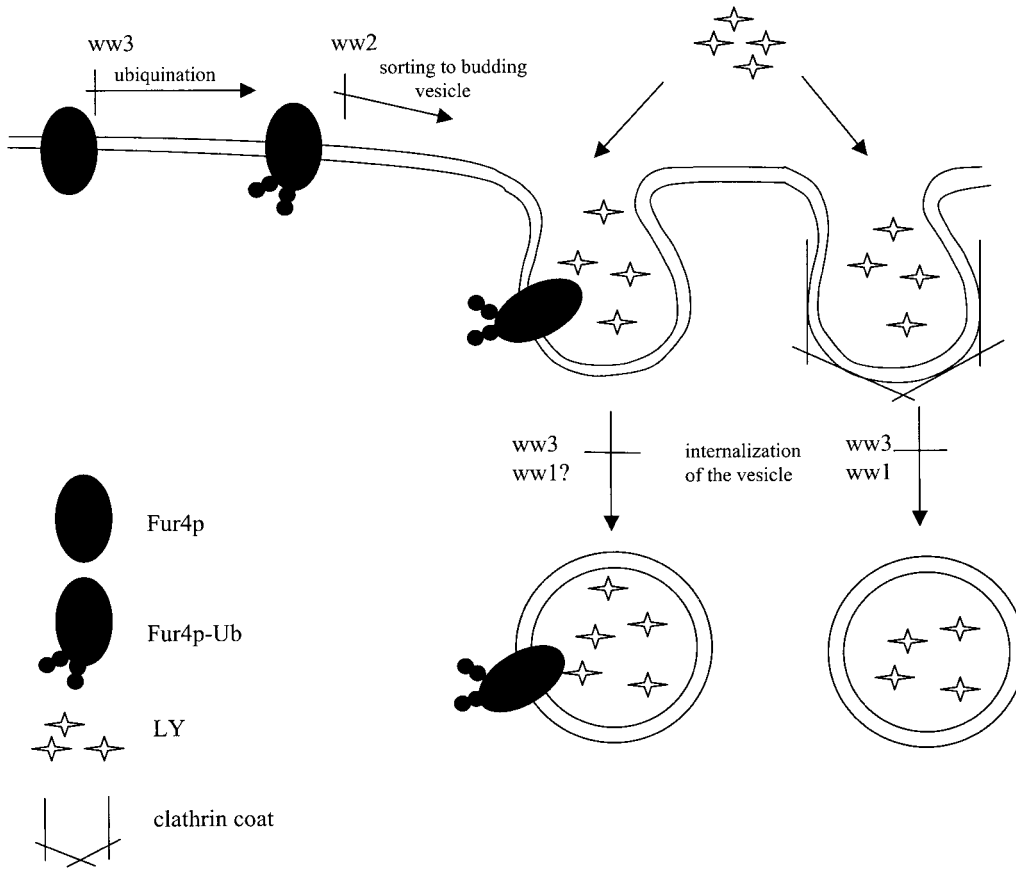 ww3
ubiquination
ww2
sorting to budding
vesicle
ww3
ww1?
internalization
of the vesicle
ww3
ww1
Fur4p
Fur4p-Ub
LY
clathrin coat